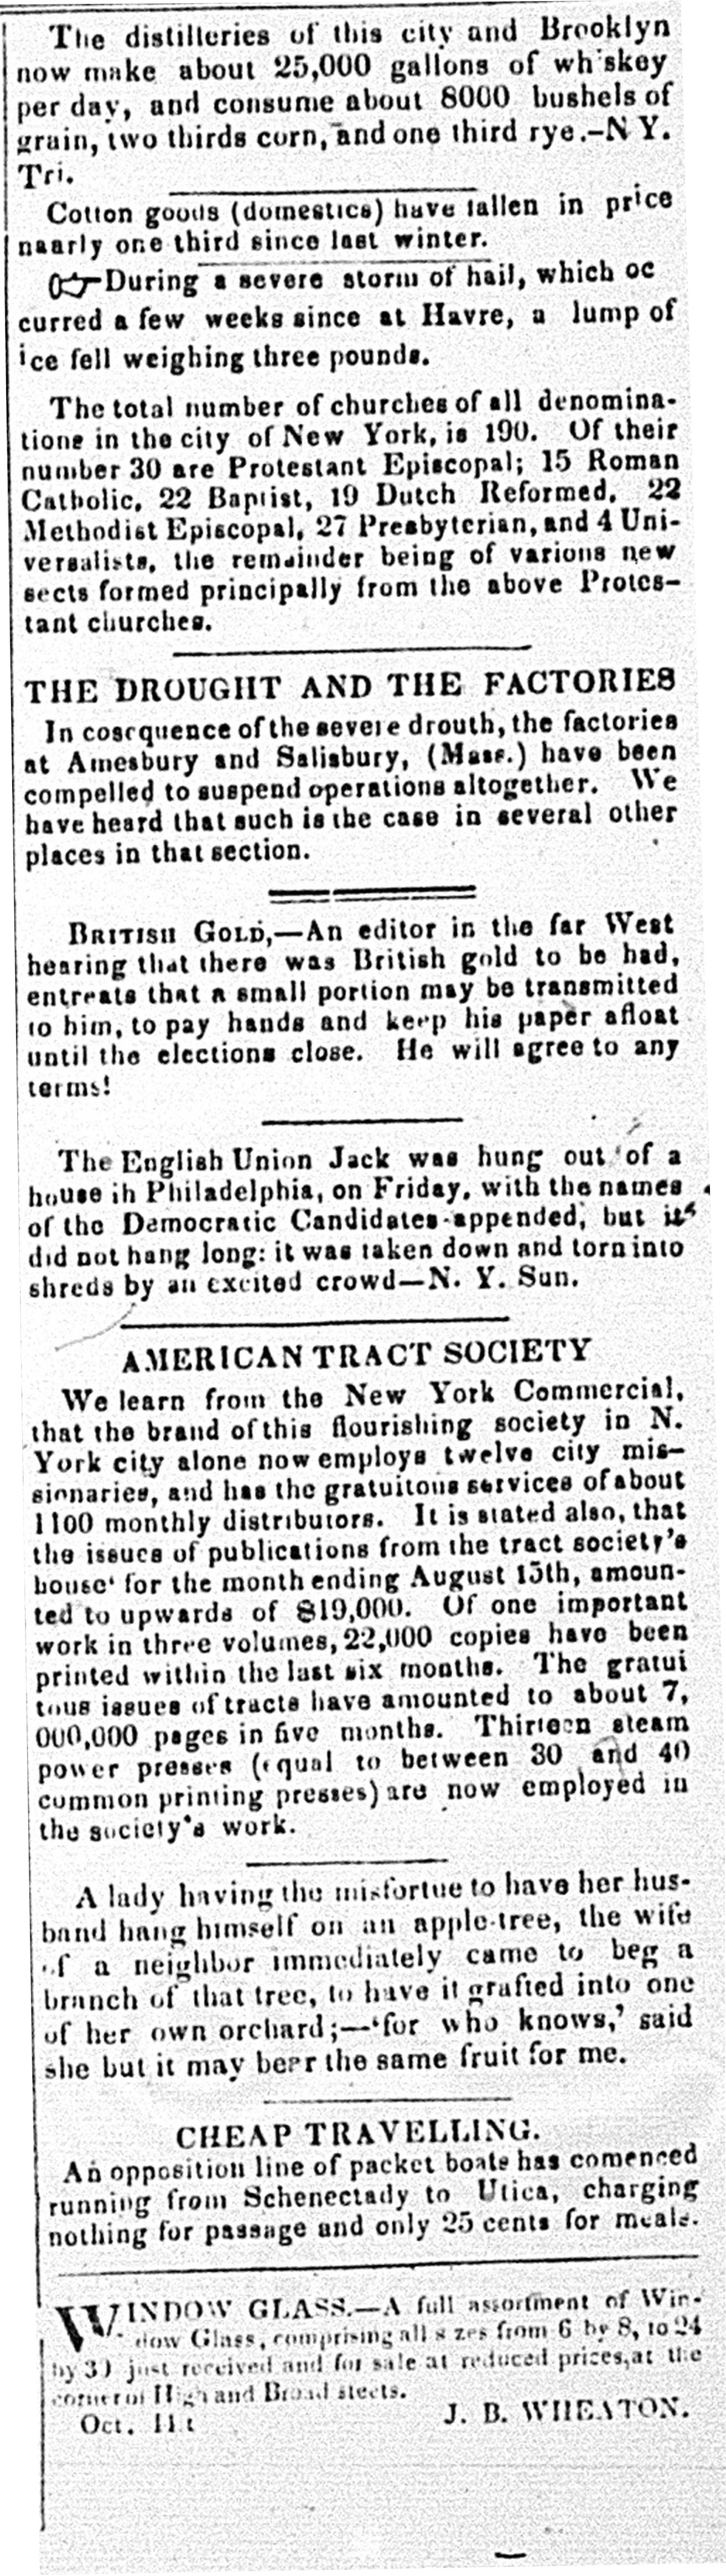 The distilleries of this city and Brooklyn
now make about 25,000 gallons of wh skey
per day, and consume about 8000 bushels of
grain, two thirds corn, and one third rye.—N Y.
Tri.
Cotton goods (domestics) have fallen in price
naarly one third since last winter.
☞During a severe storm of hail, which oc
curred a few weeks since at Havre, a lump of
ice fell weighing three pounds.
The total number of churches of all denomina-
tions in the city of New York, is 190. Of their
number 30 are Protestant Episcopal; 15 Roman
Catholic, 22 Baptist, 19 Dutch Reformed, 22
Methodist Episcopal, 27 Presbyterian, and 4 Uni-
versalists, the remainder being of various new
sects formed principally from the above Protes-
tant churches.
THE DROUGHT AND THE FACTORIES
In cosequence of the severe drouth, the factories
at Amesbury and Salisbury, (Mass.) have been
compelled to suspend operations altogether. We
have heard that such is the case in several other
places in that section.
BRITISH GOLD,—An editor in the far West
hearing that there was British gold to be had,
entreats that a small portion may be transmitted
to him, to pay hands and keep his paper afloat
until the elections close. He will agree to any
terms!
The English Union Jack was hung out of a
house ih Philadelphia, on Friday, with the names
of the Democratic Candidates appended, but it
did not hang long: it was taken down and torn into
shreds by an excited crowd—N. Y. Sun.
AMERICAN TRACT SOCIETY
We learn from the New York Commercial,
that the brand of this flourishing society in N.
York city alone now employs twelve city mis-
sionaries, and has the gratuitous services of about
1100 monthly distributors. It is stated also, that
the issues of publications from the tract society's
house' for the month ending August 15th, amoun-
ted to upwards of $19,000. Of one important
work in three volumes, 22,000 copies have been
printed within the last six months. The gratui
tous issues of tracts have amounted to about 7,
000,000 pages in five months. Thirteen steam
power presses (equal to between 30 and 40
common printing presses) are now employed in
the society's work.
A lady having the misfortue to have her hus-
band hang himself on an apple-tree, the wife
of a neighbor immediately came to beg a
branch of that tree, to have it grafted into one
of her own orchard;—'for who knows,' said
she but it may bear the same fruit for me.
CHEAP TRAVELLING.
An opposition line of packet boats has comenced
running from Schenectady to Utica, charging
nothing for passage and only 25 cents for meals.
WINDOW GLASS.—A full assortment of Win-
dow Glass, comprising all s zes from 6 by 8, to 24
by 30 just received and for sale at reduced prices, at the
corner of High and Broad steets.
Oct. 11 J. B. WHEATON.